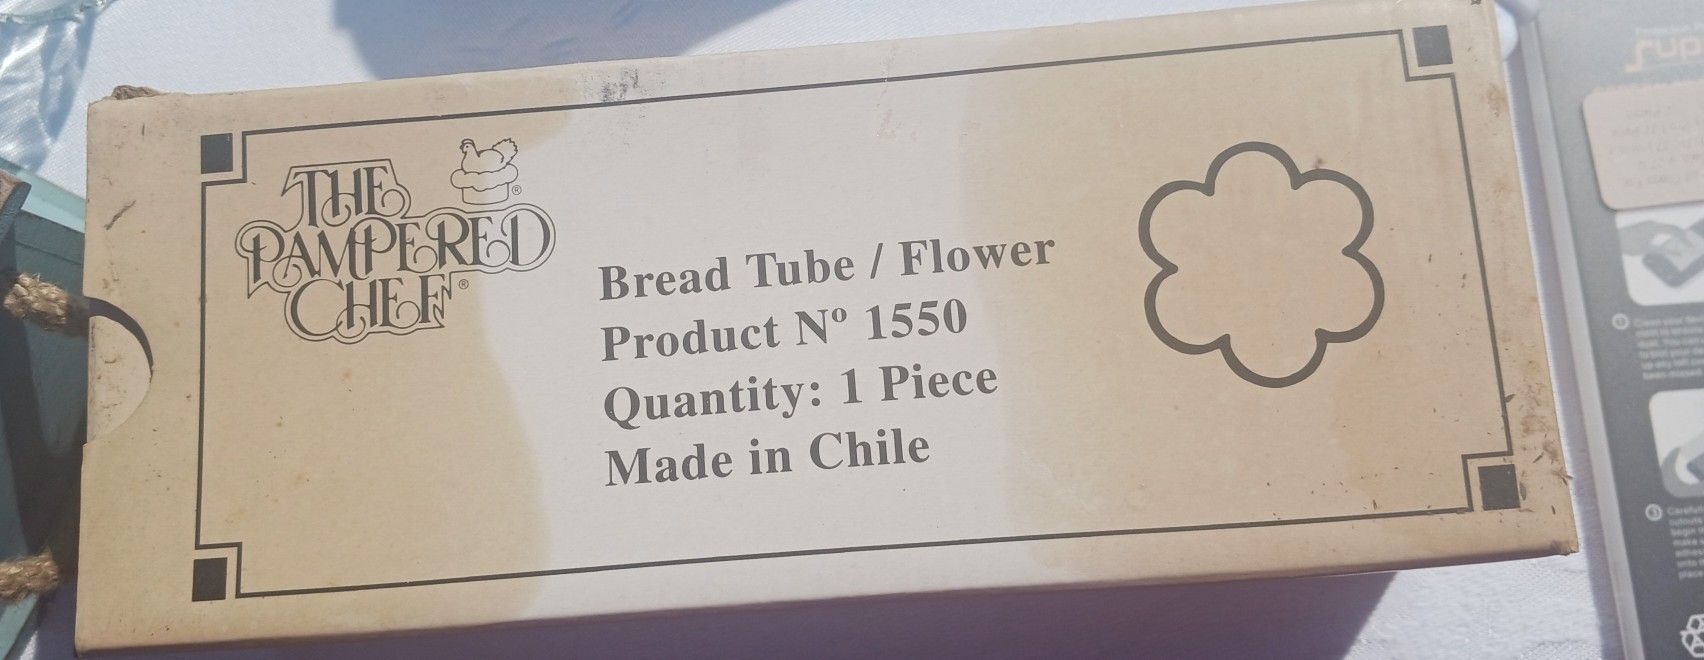 THE
PAMPERED
CHEF®
®
Bread Tube / Flower
Product Nº 1550
Quantity: 1 Piece
Made in Chile